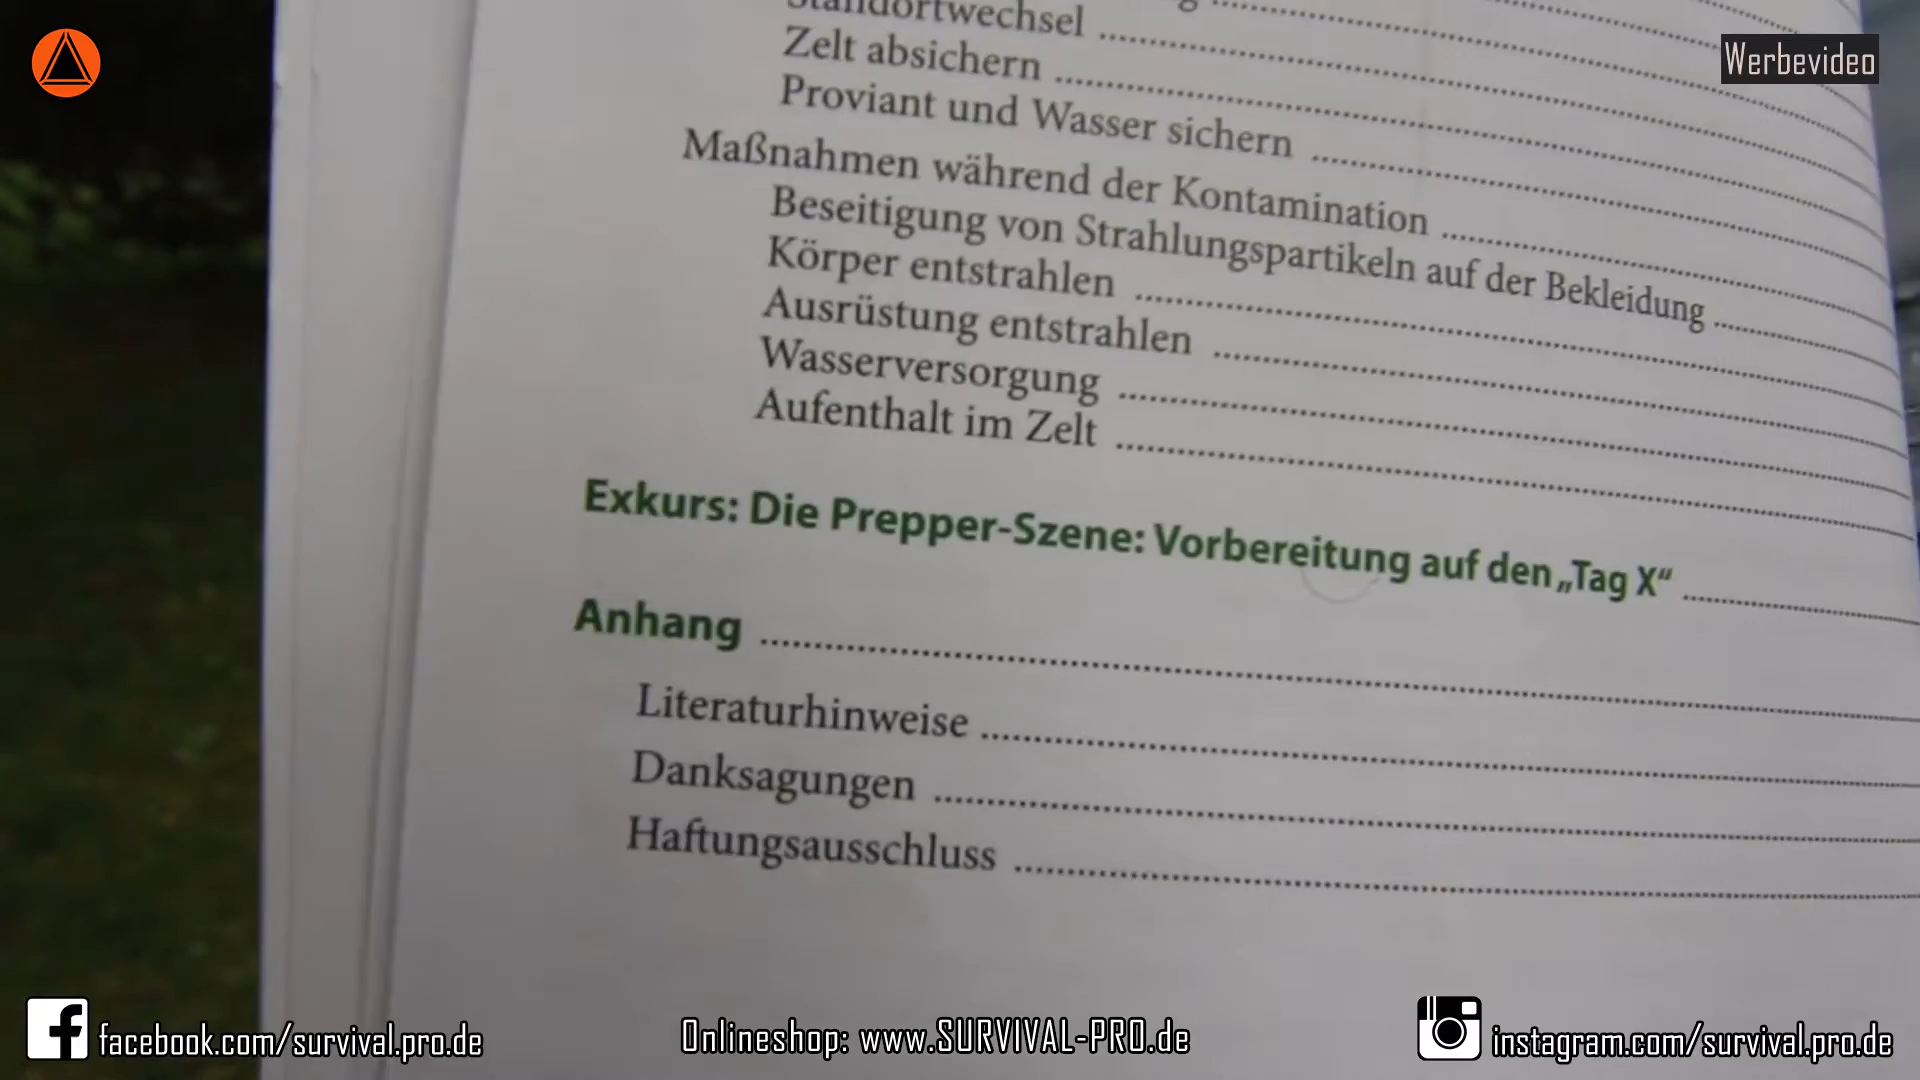 Standortwechsel
Werbevideo
Zelt absichern
Proviant und Wasser sichern
Maßnahmen während der Kontamination
Beseitigung von Strahlungspartikeln auf der Bekleidung
Körper entstrahlen
Ausrüstung entstrahlen
Wasserversorgung
Aufenthalt im Zelt
Exkurs: Die Prepper-Szene: Vorbereitung auf den „Tag X“
Anhang
Literaturhinweise
Danksagungen
Haftungsausschluss
facebook.com/survival.pro.de
Onlineshop: www.SURVIVAL-PRO.de
instagram.com/survival.pro.de